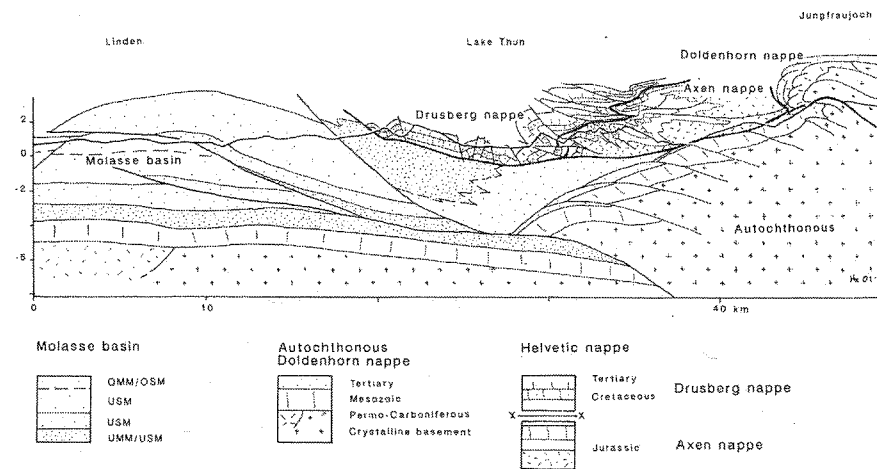 Jungfraujoch
Linden
Lake Thun
Doldenhorn nappe
Axen nappe
Drusberg nappe
2
0
Molasse basin
-2
Autochthonous
-5
0
10
40 km
Molasse basin
OMM/OSM
USM
USM
UMM/USM
Autochthonous
Doldenhorn nappe
Tertiary
Mesozoic
Permo-Carboniferous
Crystalline basement
Helvetic nappe
Tertiary
Cretaceous
Drusberg nappe
X X
Jurassic
Axen nappe